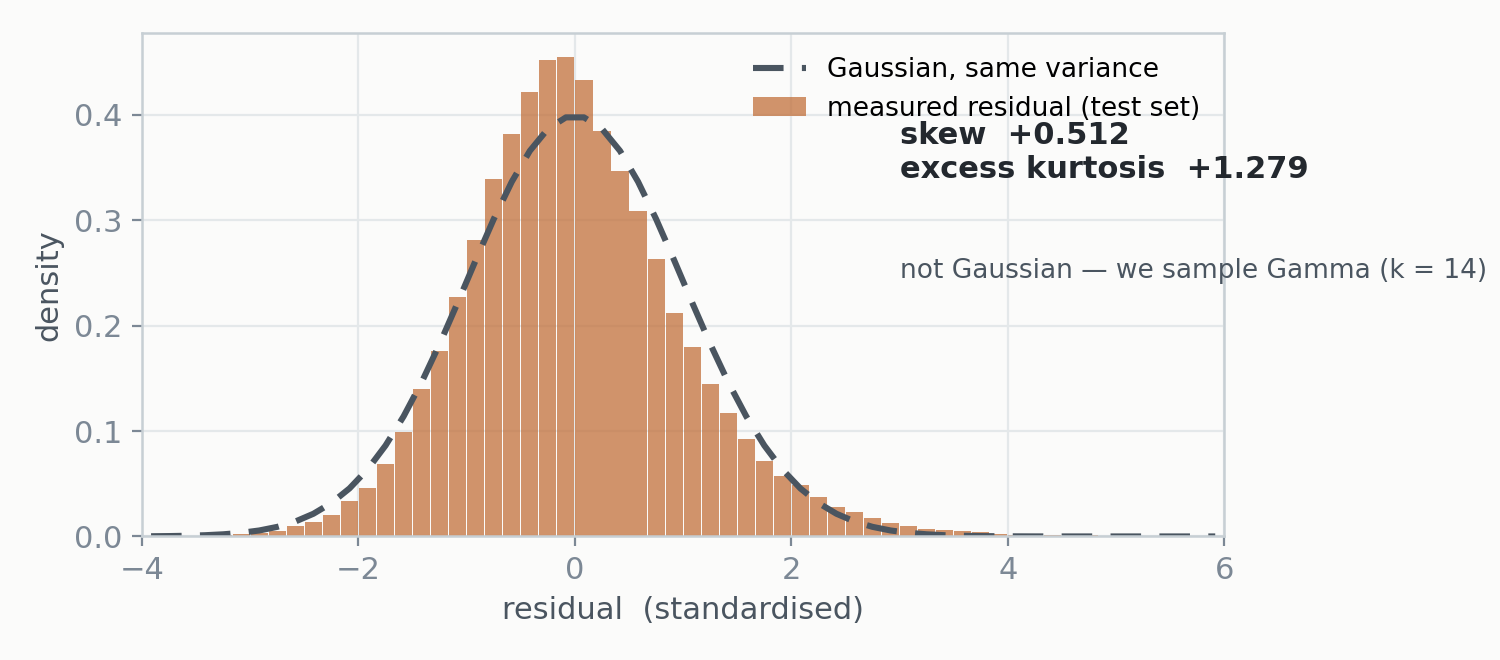 Gaussian, same variance
measured residual (test set)
skew +0.512
excess kurtosis +1.279
not Gaussian — we sample Gamma (k = 14)
density
0.4
0.3
0.2
0.1
0.0
−4 −2 0 2 4 6
residual (standardised)